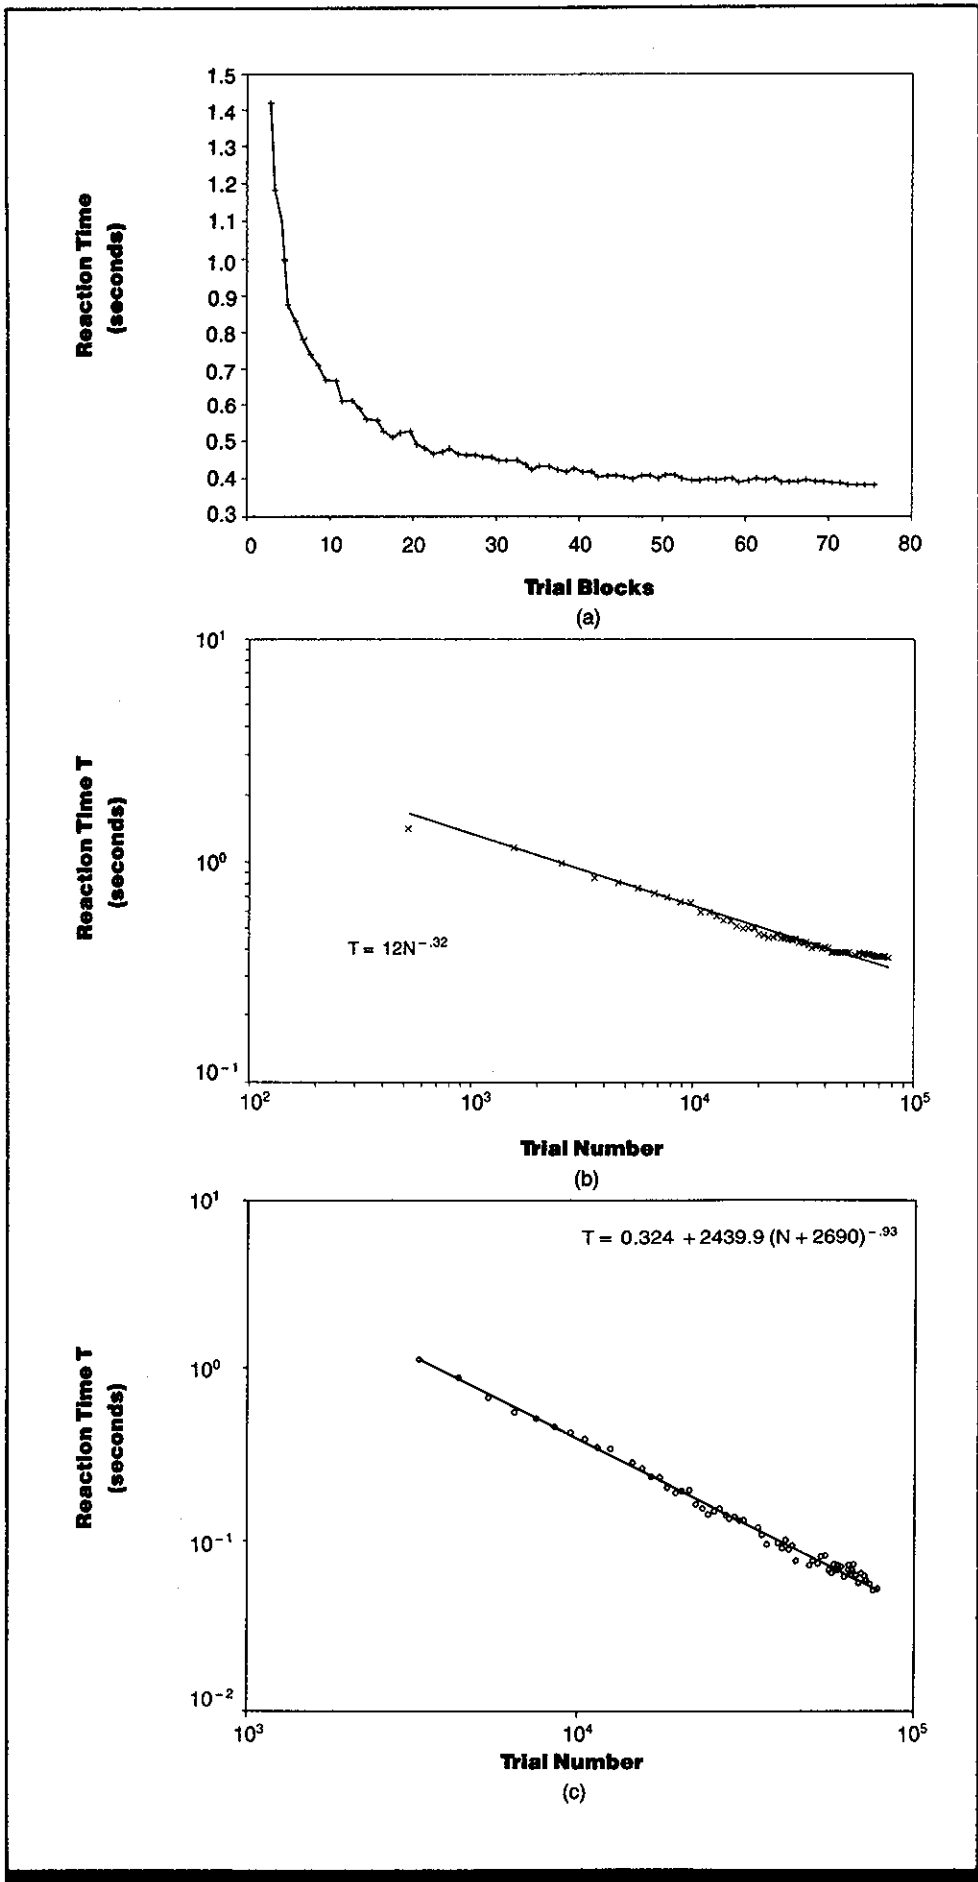 1.5
1.4
1.3
1.2
1.1
1.0
0.9
0.8
0.7
0.6
0.5
0.4
0.3
Reaction Time
(seconds)
0 10 20 30 40 50 60 70 80
Trial Blocks
(a)
10¹
10⁰
10⁻¹
Reaction Time T
(seconds)
T = 12N⁻·³²
10² 10³ 10⁴ 10⁵
Trial Number
(b)
10¹
T = 0.324 + 2439.9 (N + 2690)⁻·⁹³
10⁰
10⁻¹
10⁻²
Reaction Time T
(seconds)
10³ 10⁴ 10⁵
Trial Number
(c)